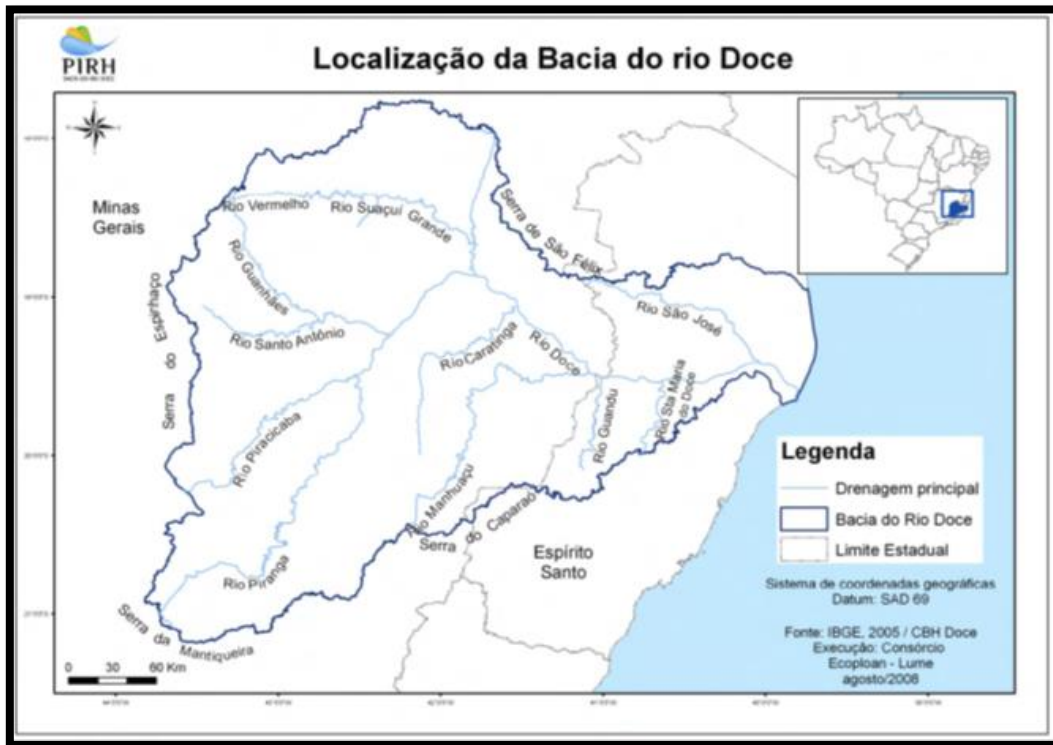 PIRH
Localização da Bacia do rio Doce
Minas
Gerais
Rio Vermelho
Rio Suaçuí Grande
Serra de São Félix
Rio Guanhães
Serra do Espinhaço
Rio Santo Antônio
Rio Caratinga
Rio Doce
Rio São José
Rio Piracicaba
Rio Guandu
Rio Sta Maria
do Doce
Rio Manhuaçu
Serra do Caparaó
Espírito
Santo
Rio Piranga
Serra da Mantiqueira
0 30 60 Km
Legenda
Drenagem principal
Bacia do Rio Doce
Limite Estadual
Sistema de coordenadas geográficas
Datum: SAD 69
Fonte: IBGE, 2005 / CBH Doce
Execução: Consórcio
Ecoploan - Lume
agosto/2008